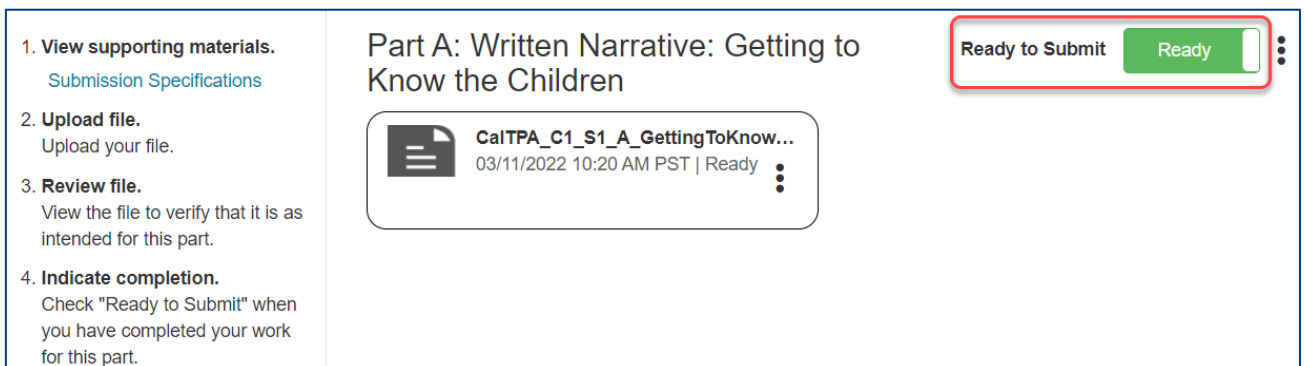 1. View supporting materials.
Submission Specifications
2. Upload file.
Upload your file.
3. Review file.
View the file to verify that it is as
intended for this part.
4. Indicate completion.
Check "Ready to Submit" when
you have completed your work
for this part.
Part A: Written Narrative: Getting to
Know the Children
Ready to Submit Ready
CalTPA_C1_S1_A_GettingToKnow...
03/11/2022 10:20 AM PST | Ready